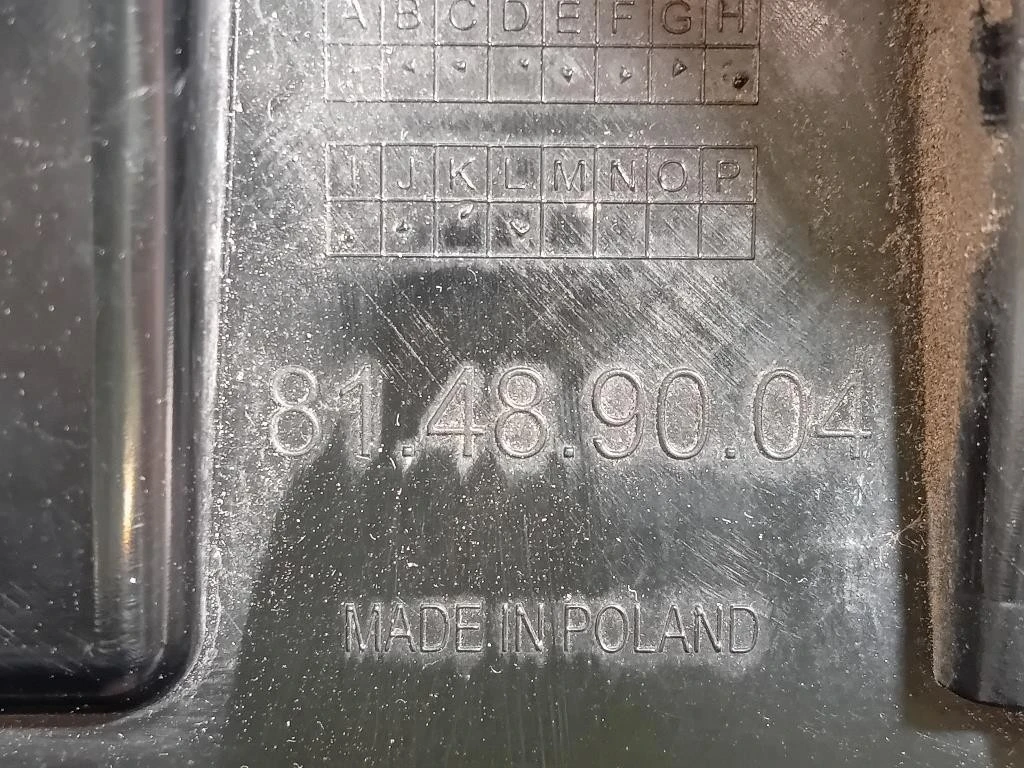 A B C D E F G H
I J K L M N O P
81.48.90.04
MADE IN POLAND